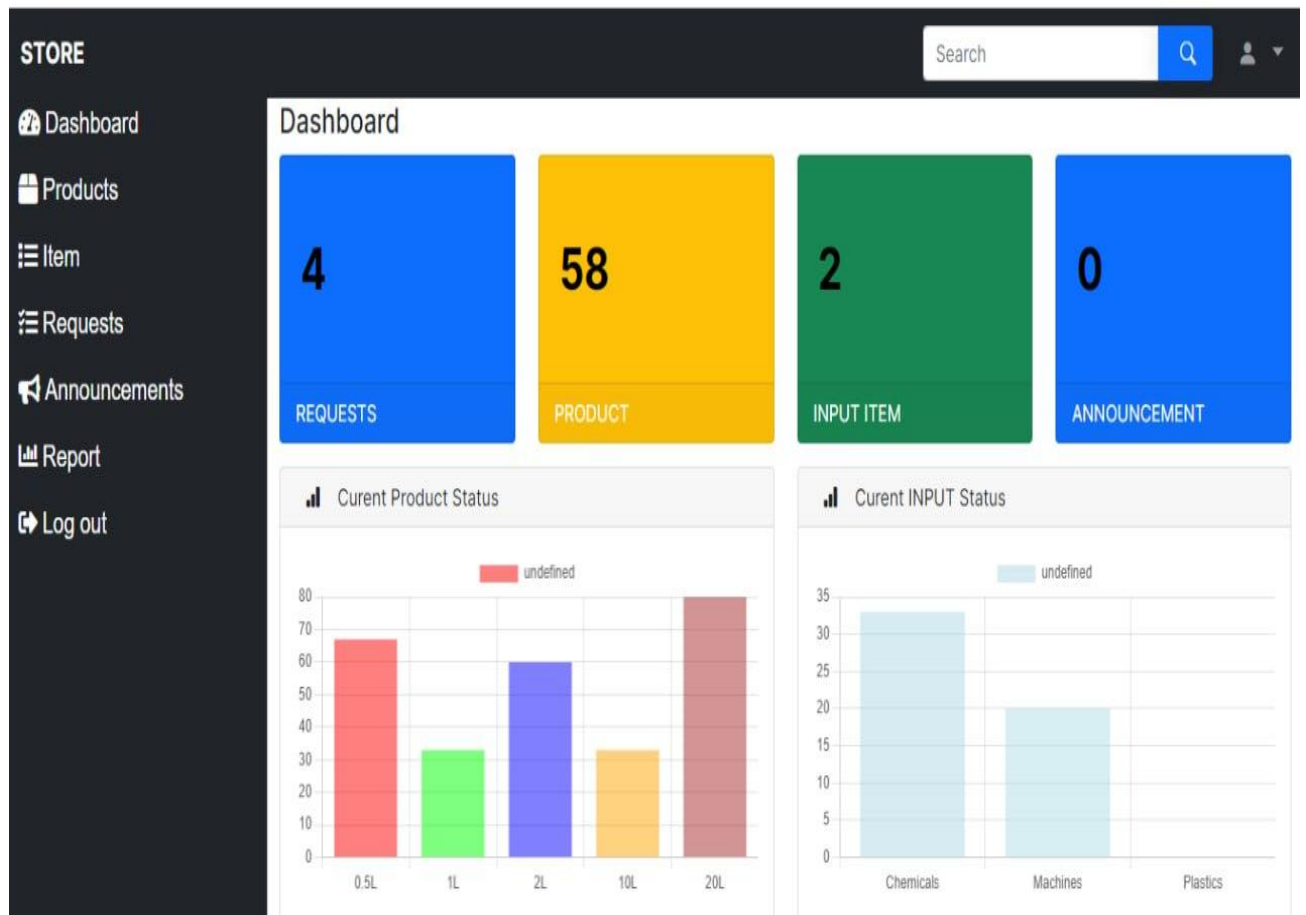 STORE
Search
Dashboard
Products
Item
Requests
Announcements
Report
Log out
Dashboard
4
REQUESTS
58
PRODUCT
2
INPUT ITEM
0
ANNOUNCEMENT
Curent Product Status
undefined
80
70
60
50
40
30
20
10
0
0.5L 1L 2L 10L 20L
Curent INPUT Status
undefined
35
30
25
20
15
10
5
0
Chemicals Machines Plastics